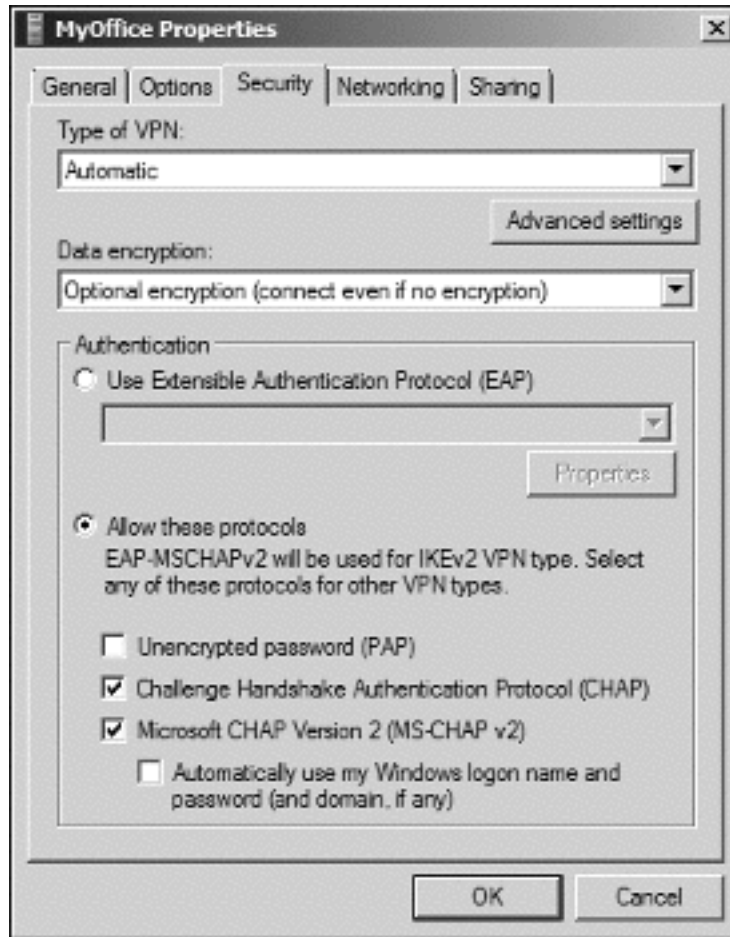 MyOffice Properties
General Options Security Networking Sharing
Type of VPN:
Automatic
Advanced settings
Data encryption:
Optional encryption (connect even if no encryption)
Authentication
Use Extensible Authentication Protocol (EAP)
Properties
Allow these protocols
EAP-MSCHAPv2 will be used for IKEv2 VPN type. Select
any of these protocols for other VPN types.
Unencrypted password (PAP)
Challenge Handshake Authentication Protocol (CHAP)
Microsoft CHAP Version 2 (MS-CHAP v2)
Automatically use my Windows logon name and
password (and domain, if any)
OK Cancel